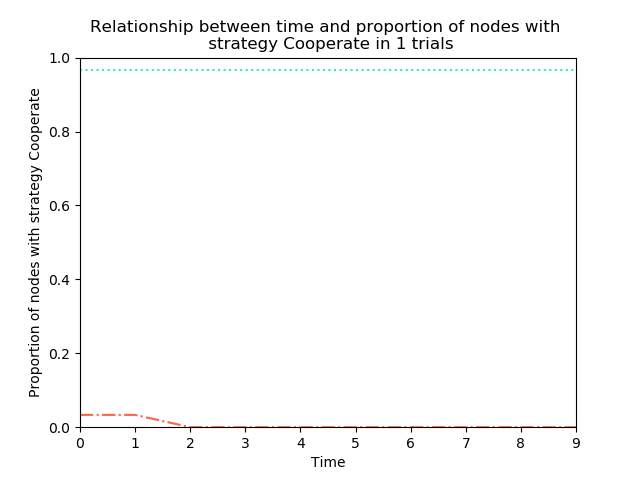 Relationship between time and proportion of nodes with
strategy Cooperate in 1 trials
Proportion of nodes with strategy Cooperate
1.0
0.8
0.6
0.4
0.2
0.0
0 1 2 3 4 5 6 7 8 9
Time